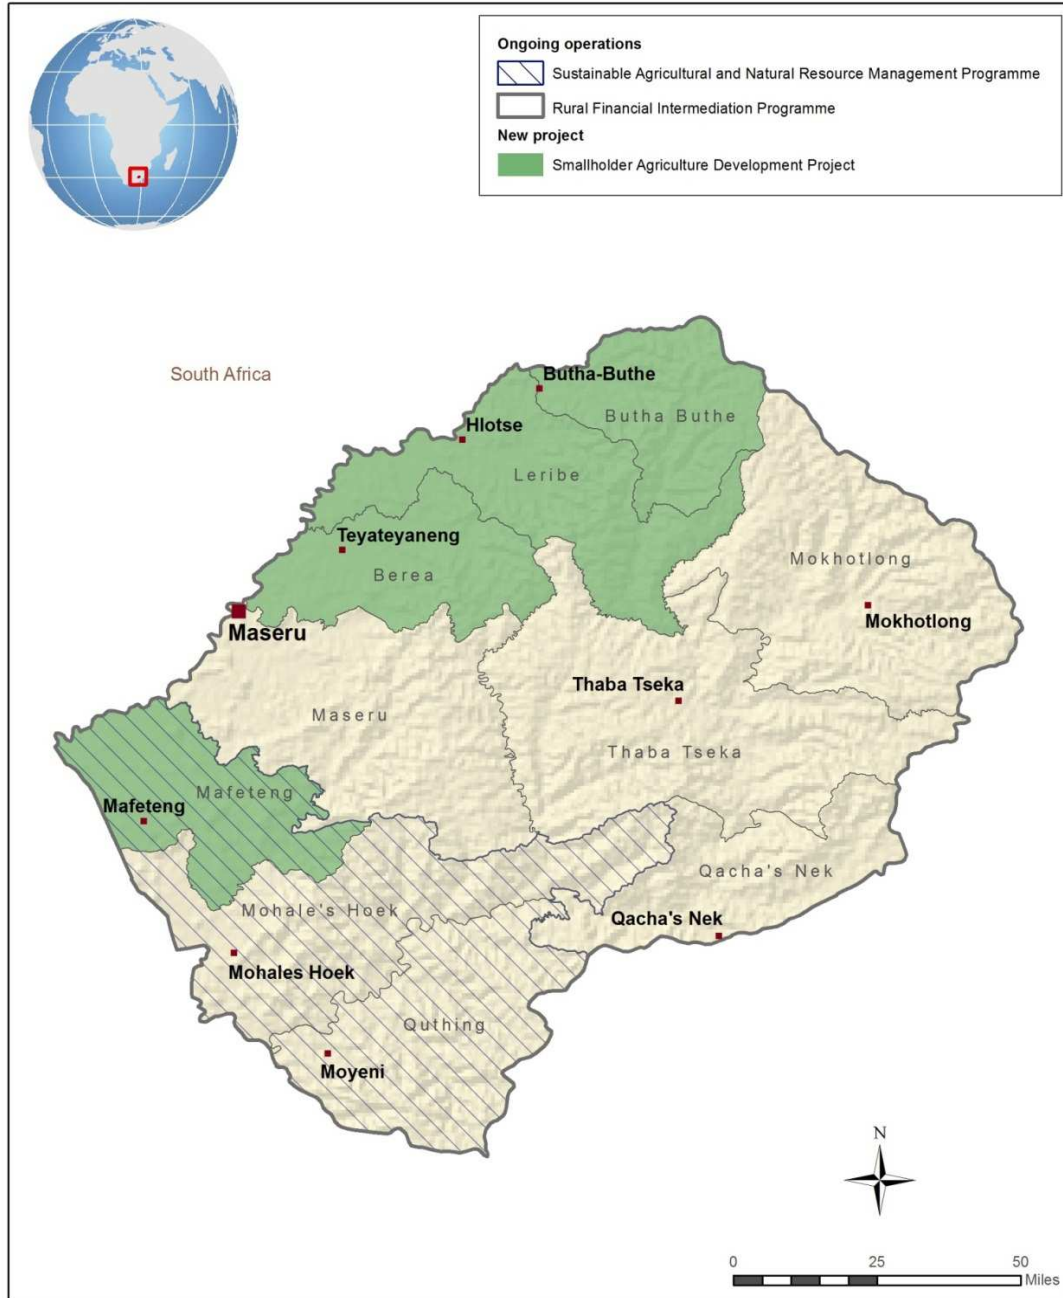 Ongoing operations
Sustainable Agricultural and Natural Resource Management Programme
Rural Financial Intermediation Programme
New project
Smallholder Agriculture Development Project
South Africa
Butha-Buthe
Butha Buthe
Hlotse
Leribe
Teyateyaneng
Berea
Mokhotlong
Mokhotlong
Maseru
Thaba Tseka
Maseru
Thaba Tseka
Mafeteng
Mafeteng
Qacha's Nek
Mohale's Hoek
Qacha's Nek
Mohales Hoek
Quthing
Moyeni
N
0 25 50
Miles